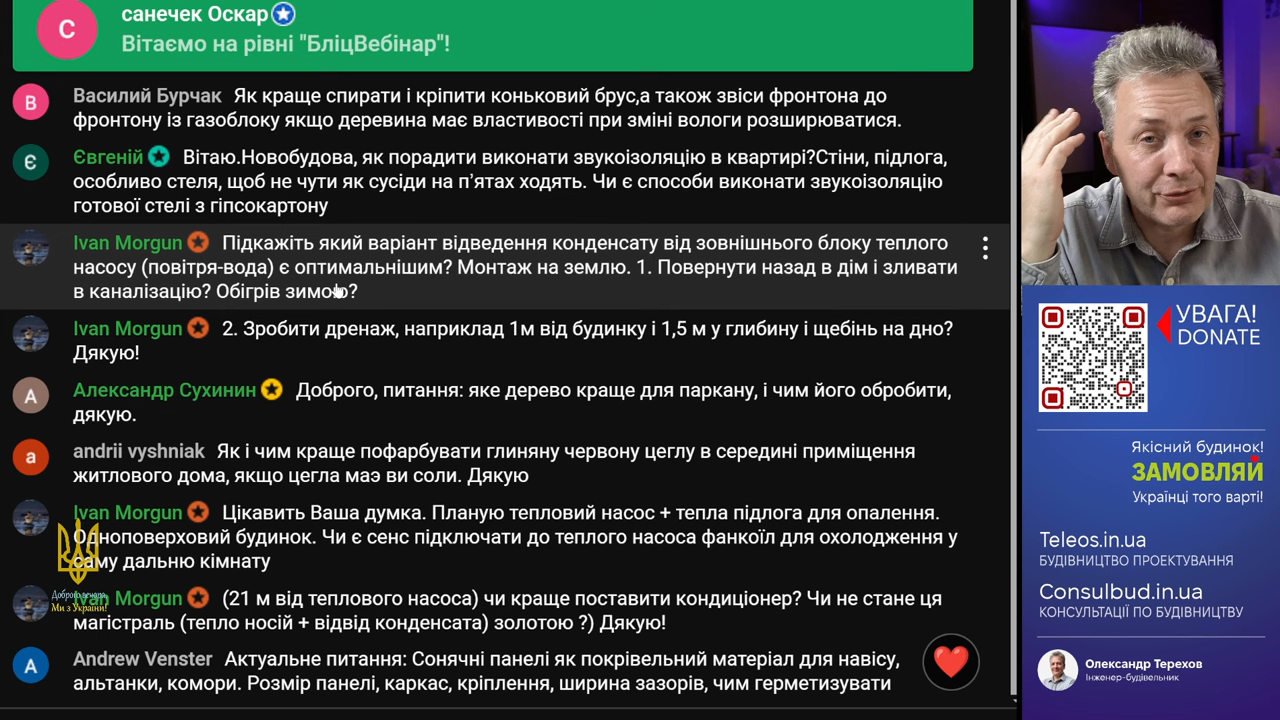 C
санечек Оскар
Вітаємо на рівні "БліцВебінар"!
В
Василий Бурчак Як краще спирати і кріпити коньковий брус,а також звіси фронтона до
фронтону із газоблоку якщо деревина має властивості при зміні вологи розширюватися.
Є
Євгеній Вітаю.Новобудова, як порадити виконати звукоізоляцію в квартирі?Стіни, підлога,
особливо стеля, щоб не чути як сусіди на п’ятах ходять. Чи є способи виконати звукоізоляцію
готової стелі з гіпсокартону
Ivan Morgun Підкажіть який варіант відведення конденсату від зовнішнього блоку теплого
насосу (повітря-вода) є оптимальнішим? Монтаж на землю. 1. Повернути назад в дім і зливати
в каналізацію? Обігрів зимою?
Ivan Morgun 2. Зробити дренаж, наприклад 1м від будинку і 1,5 м у глибину і щебінь на дно?
Дякую!
А
Александр Сухинин Доброго, питання: яке дерево краще для паркану, і чим його обробити,
дякую.
a
andrii vyshniak Як і чим краще пофарбувати глиняну червону цеглу в середині приміщення
житлового дома, якщо цегла маэ ви соли. Дякую
Ivan Morgun Цікавить Ваша думка. Планую тепловий насос + тепла підлога для опалення.
Одноповерховий будинок. Чи є сенс підключати до теплого насоса фанкоїл для охолодження у
саму дальню кімнату
Ivan Morgun (21 м від теплового насоса) чи краще поставити кондиціонер? Чи не стане ця
магістраль (тепло носій + відвід конденсата) золотою ?) Дякую!
A
Andrew Venster Актуальне питання: Сонячні панелі як покрівельний матеріал для навісу,
альтанки, комори. Розмір панелі, каркас, кріплення, ширина зазорів, чим герметизувати
Доброго вечора
Ми з України!
УВАГА!
DONATE
Якісний будинок!
ЗАМОВЛЯЙ
Українці того варті!
Teleos.in.ua
БУДІВНИЦТВО ПРОЕКТУВАННЯ
Consulbud.in.ua
КОНСУЛЬТАЦІЇ ПО БУДІВНИЦТВУ
Олександр Терехов
Інженер-будівельник